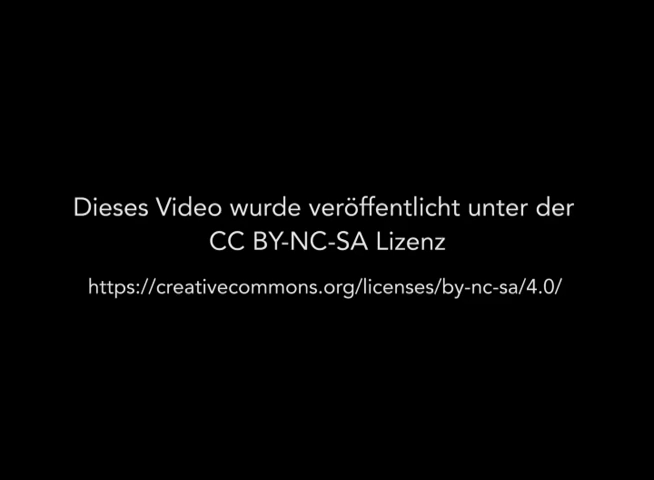 Dieses Video wurde veröffentlicht unter der
CC BY-NC-SA Lizenz
https://creativecommons.org/licenses/by-nc-sa/4.0/